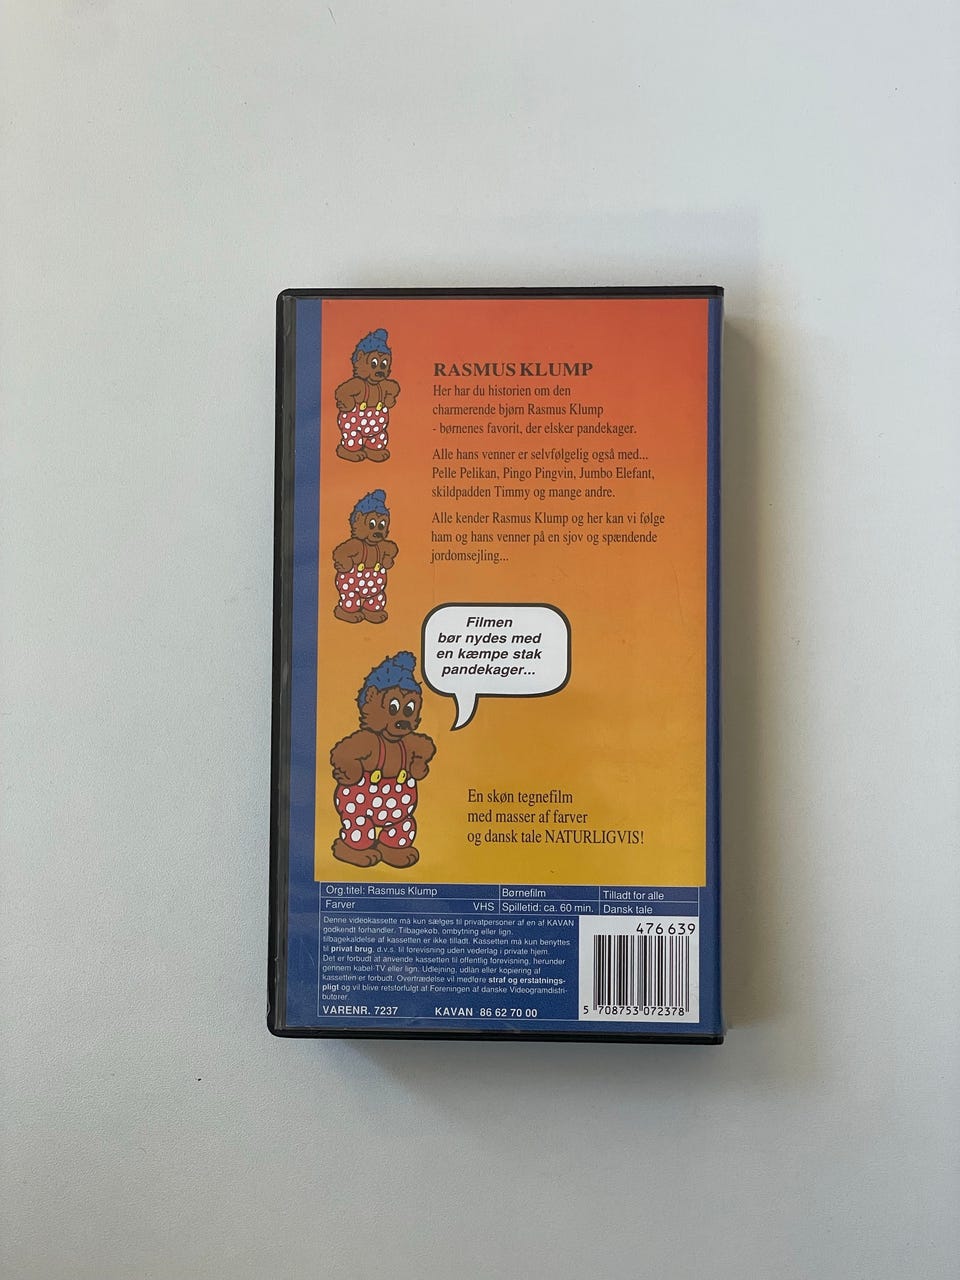 RASMUS KLUMP
Her har du historien om den
charmerende bjørn Rasmus Klump
- børnenes favorit, der elsker pandekager.
Alle hans venner er selvfølgelig også med...
Pelle Pelikan, Pingo Pingvin, Jumbo Elefant,
skildpadden Timmy og mange andre.
Alle kender Rasmus Klump og her kan vi følge
ham og hans venner på en sjov og spændende
jordomsejling...
Filmen
bør nydes med
en kæmpe stak
pandekager...
En skøn tegnefilm
med masser af farver
og dansk tale NATURLIGVIS!
Org.titel: Rasmus Klump Børnefilm Tilladt for alle
Farver VHS Spilletid: ca. 60 min. Dansk tale
Denne videokassette må kun sælges til privatpersoner af en af KAVAN
godkendt forhandler. Tilbagekøb, ombytning eller lign.
tilbagekaldelse af kassetten er ikke tilladt. Kassetten må kun benyttes
til privat brug, d.v.s. til forevisning uden vederlag i private hjem.
Det er forbudt at anvende kassetten til offentlig forevisning, herunder
gennem kabel-TV eller lign. Udlejning, udlån eller kopiering af
kassetten er forbudt. Overtrædelse vil medføre straf og erstatnings-
pligt og vil blive retsforfulgt af Foreningen af danske Videogramdistri-
butører.
VARENR. 7237 KAVAN 86 62 70 00
476 639
5 708753 072378